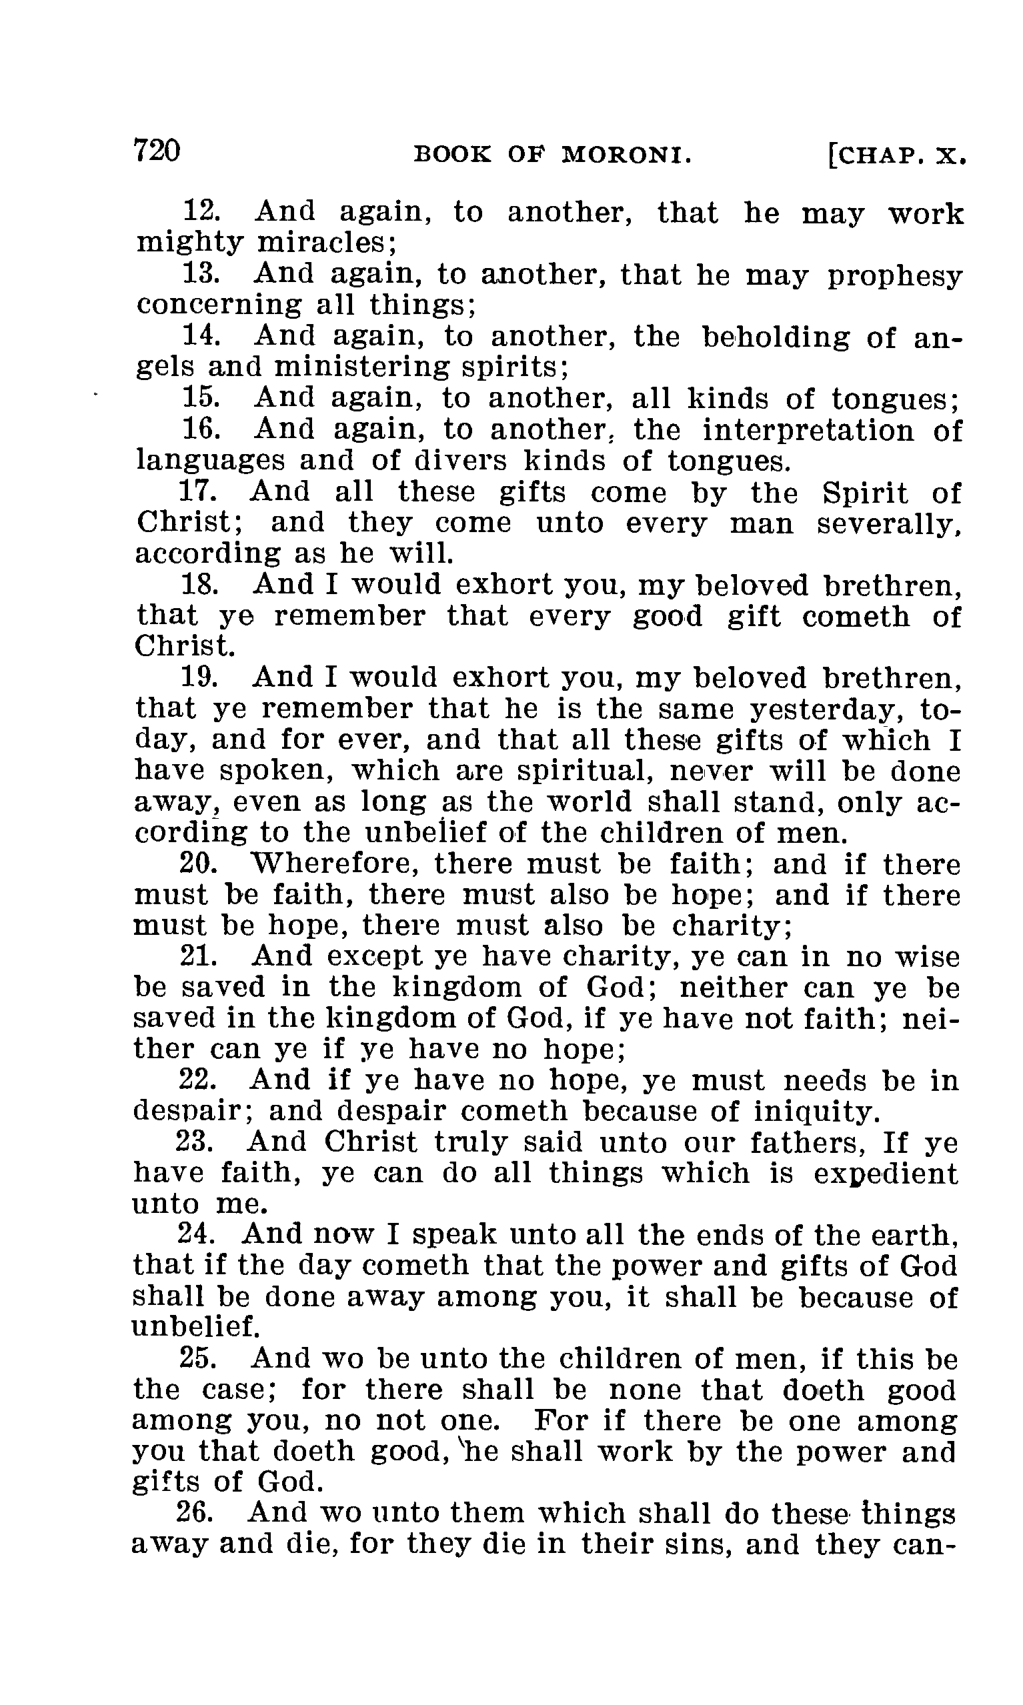 720 BOOK OF MORONI. [CHAP. X.
12. And again, to another, that he may work
mighty miracles;
13. And again, to another, that he may prophesy
concerning all things;
14. And again, to another, the beholding of an-
gels and ministering spirits;
15. And again, to another, all kinds of tongues;
16. And again, to another, the interpretation of
languages and of divers kinds of tongues.
17. And all these gifts come by the Spirit of
Christ; and they come unto every man severally,
according as he will.
18. And I would exhort you, my beloved brethren,
that ye remember that every good gift cometh of
Christ.
19. And I would exhort you, my beloved brethren,
that ye remember that he is the same yesterday, to-
day, and for ever, and that all these gifts of which I
have spoken, which are spiritual, never will be done
away, even as long as the world shall stand, only ac-
cording to the unbelief of the children of men.
20. Wherefore, there must be faith; and if there
must be faith, there must also be hope; and if there
must be hope, there must also be charity;
21. And except ye have charity, ye can in no wise
be saved in the kingdom of God; neither can ye be
saved in the kingdom of God, if ye have not faith; nei-
ther can ye if ye have no hope;
22. And if ye have no hope, ye must needs be in
despair; and despair cometh because of iniquity.
23. And Christ truly said unto our fathers, If ye
have faith, ye can do all things which is expedient
unto me.
24. And now I speak unto all the ends of the earth,
that if the day cometh that the power and gifts of God
shall be done away among you, it shall be because of
unbelief.
25. And wo be unto the children of men, if this be
the case; for there shall be none that doeth good
among you, no not one. For if there be one among
you that doeth good, he shall work by the power and
gifts of God.
26. And wo unto them which shall do these things
away and die, for they die in their sins, and they can-